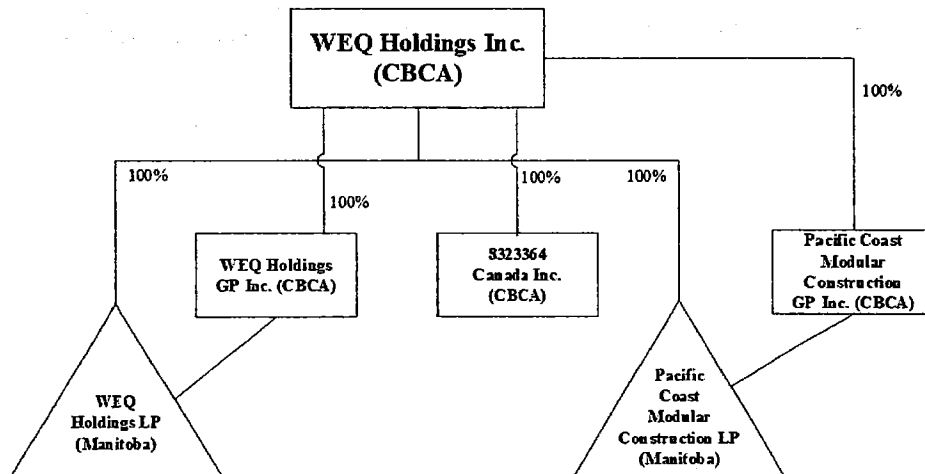 WEQ Holdings Inc.
(CBCA)
100%
100%
100%
100%
100%
WEQ Holdings
GP Inc. (CBCA)
8323364
Canada Inc.
(CBCA)
Pacific Coast
Modular
Construction
GP Inc. (CBCA)
WEQ
Holdings LP
(Manitoba)
Pacific
Coast
Modular
Construction LP
(Manitoba)